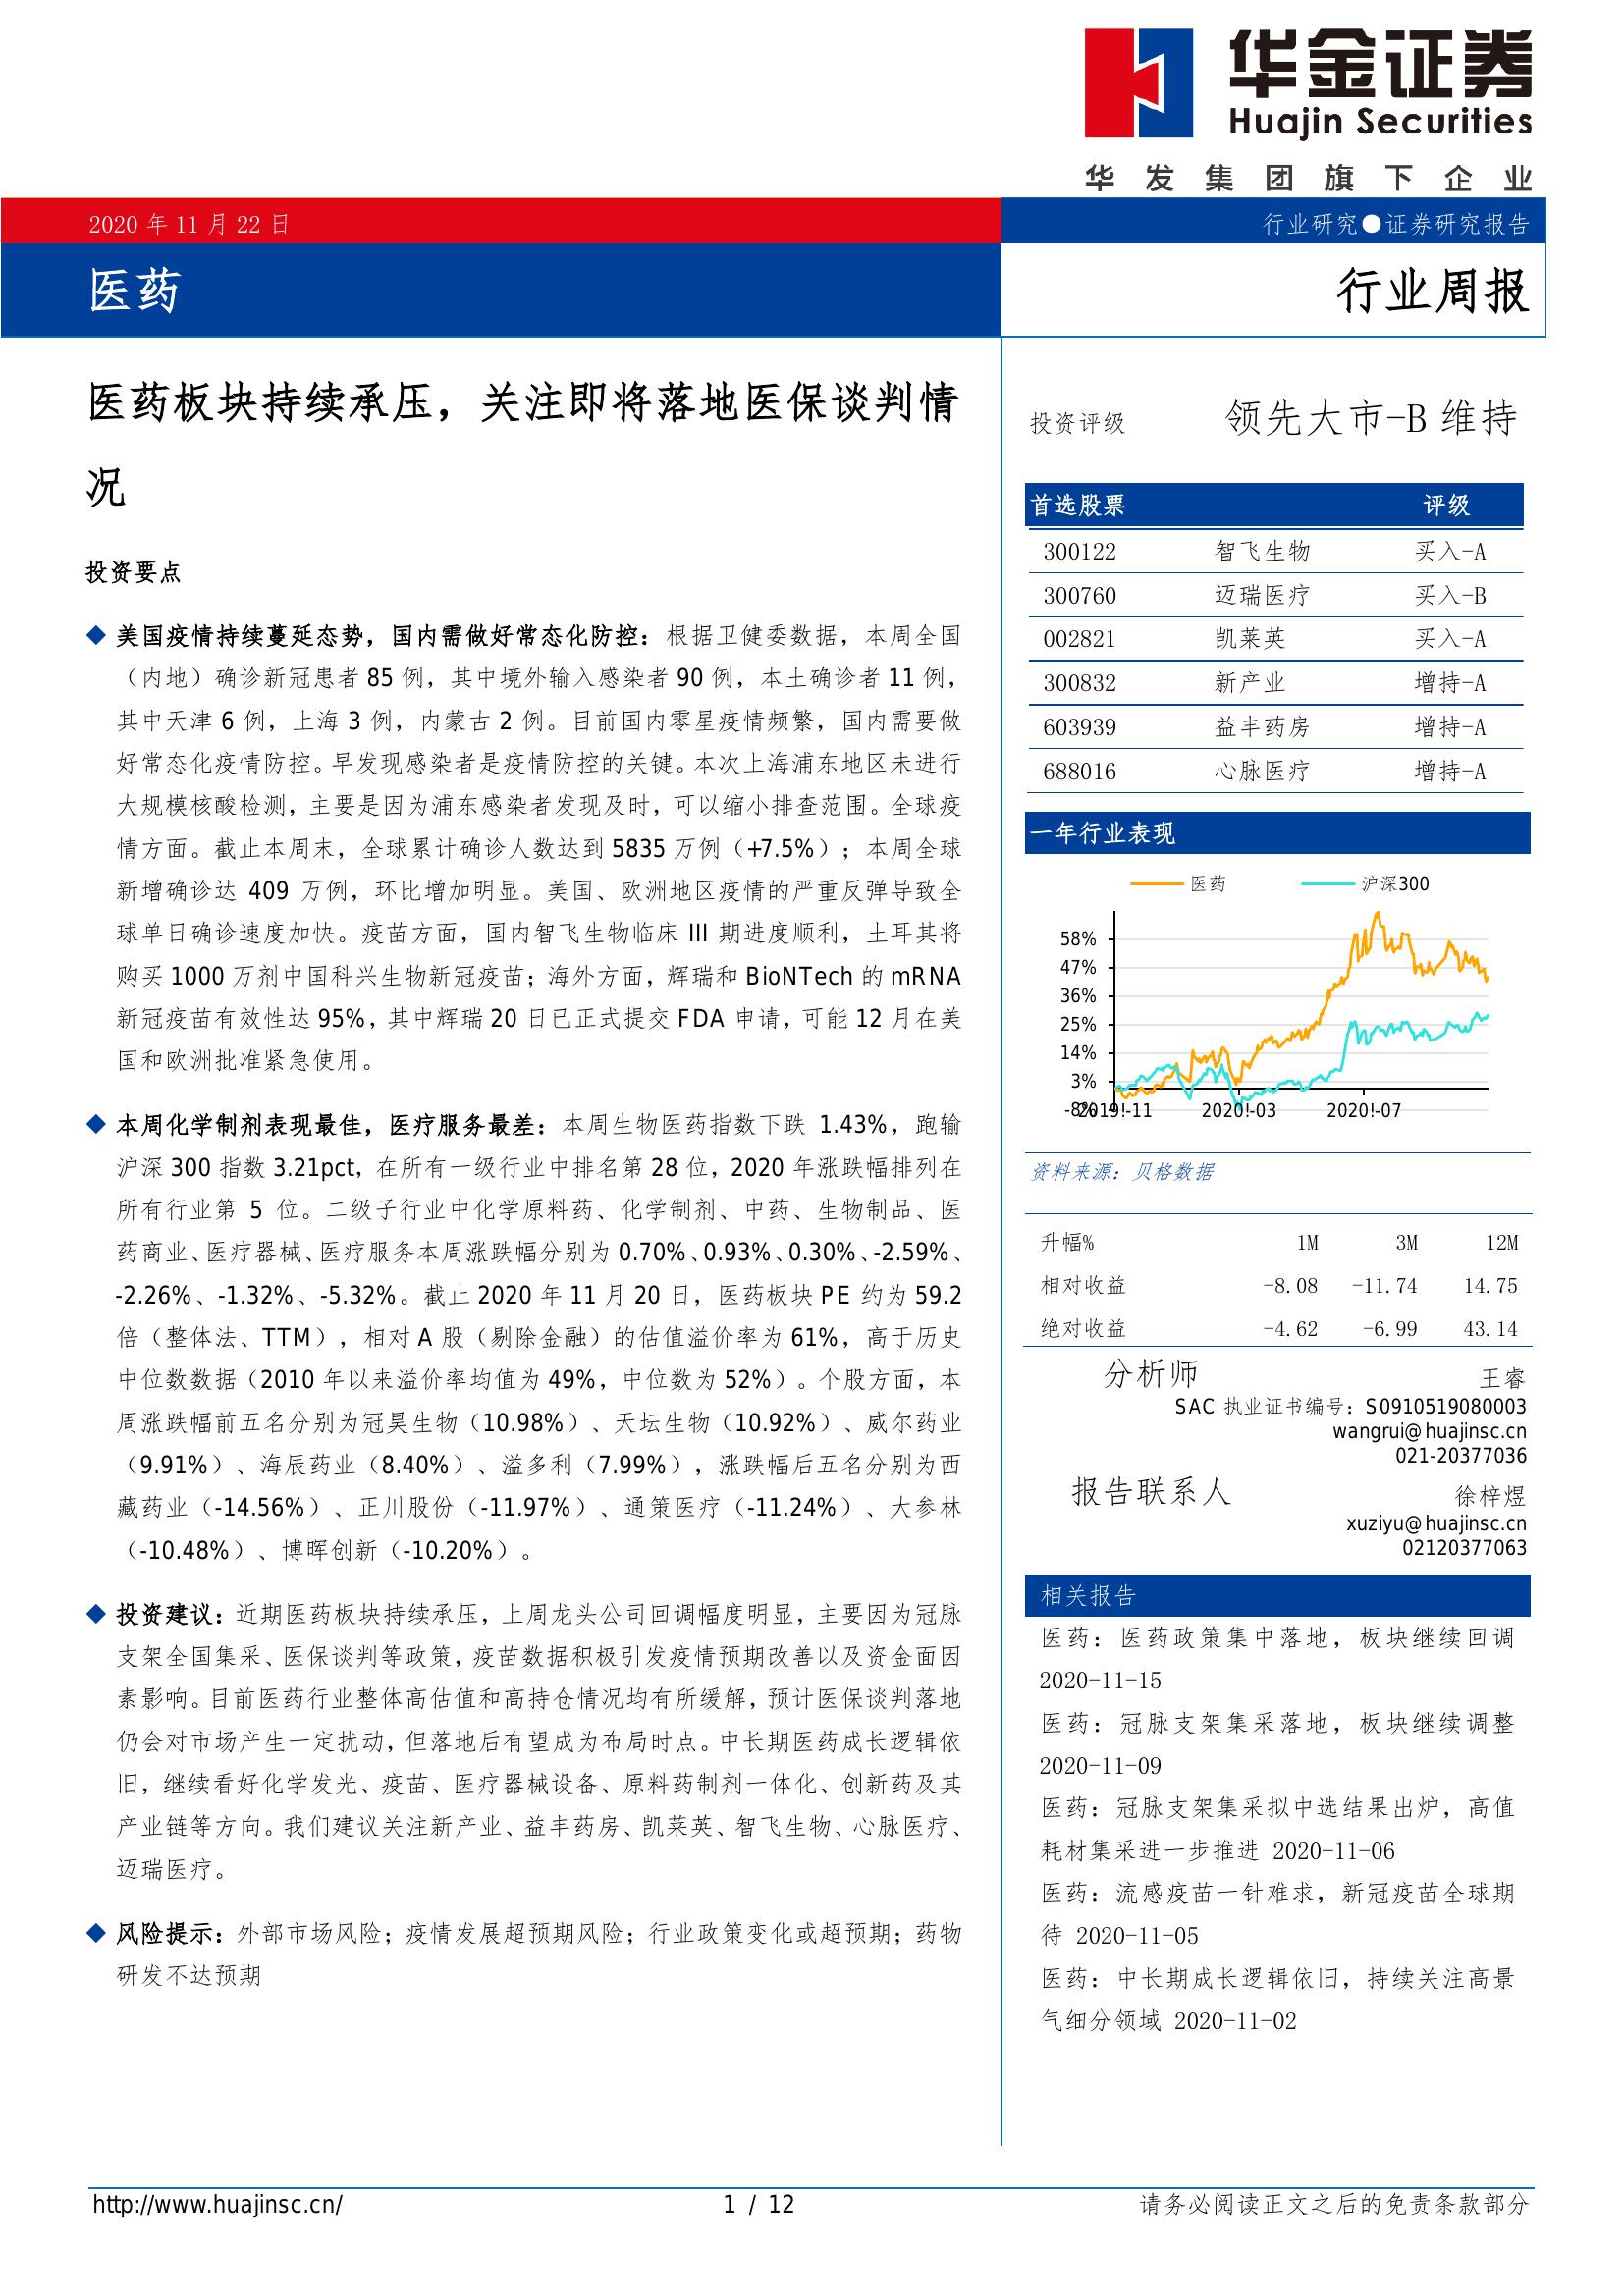 华金证券
Huajin Securities
华发集团旗下企业
2020 年 11 月 22 日
行业研究●证券研究报告
医药
行业周报
医药板块持续承压，关注即将落地医保谈判情
况
投资要点
◆ 美国疫情持续蔓延态势，国内需做好常态化防控：根据卫健委数据，本周全国
（内地）确诊新冠患者 85 例，其中境外输入感染者 90 例，本土确诊者 11 例，
其中天津 6 例，上海 3 例，内蒙古 2 例。目前国内零星疫情频繁，国内需要做
好常态化疫情防控。早发现感染者是疫情防控的关键。本次上海浦东地区未进行
大规模核酸检测，主要是因为浦东感染者发现及时，可以缩小排查范围。全球疫
情方面。截止本周末，全球累计确诊人数达到 5835 万例（+7.5%）；本周全球
新增确诊达 409 万例，环比增加明显。美国、欧洲地区疫情的严重反弹导致全
球单日确诊速度加快。疫苗方面，国内智飞生物临床 III 期进度顺利，土耳其将
购买 1000 万剂中国科兴生物新冠疫苗；海外方面，辉瑞和 BioNTech 的 mRNA
新冠疫苗有效性达 95%，其中辉瑞 20 日已正式提交 FDA 申请，可能 12 月在美
国和欧洲批准紧急使用。
◆ 本周化学制剂表现最佳，医疗服务最差：本周生物医药指数下跌 1.43%，跑输
沪深 300 指数 3.21pct，在所有一级行业中排名第 28 位，2020 年涨跌幅排列在
所有行业第 5 位。二级子行业中化学原料药、化学制剂、中药、生物制品、医
药商业、医疗器械、医疗服务本周涨跌幅分别为 0.70%、0.93%、0.30%、-2.59%、
-2.26%、-1.32%、-5.32%。截止 2020 年 11 月 20 日，医药板块 PE 约为 59.2
倍（整体法、TTM），相对 A 股（剔除金融）的估值溢价率为 61%，高于历史
中位数数据（2010 年以来溢价率均值为 49%，中位数为 52%）。个股方面，本
周涨跌幅前五名分别为冠昊生物（10.98%）、天坛生物（10.92%）、威尔药业
（9.91%）、海辰药业（8.40%）、溢多利（7.99%），涨跌幅后五名分别为西
藏药业（-14.56%）、正川股份（-11.97%）、通策医疗（-11.24%）、大参林
（-10.48%）、博晖创新（-10.20%）。
◆ 投资建议：近期医药板块持续承压，上周龙头公司回调幅度明显，主要因为冠脉
支架全国集采、医保谈判等政策，疫苗数据积极引发疫情预期改善以及资金面因
素影响。目前医药行业整体高估值和高持仓情况均有所缓解，预计医保谈判落地
仍会对市场产生一定扰动，但落地后有望成为布局时点。中长期医药成长逻辑依
旧，继续看好化学发光、疫苗、医疗器械设备、原料药制剂一体化、创新药及其
产业链等方向。我们建议关注新产业、益丰药房、凯莱英、智飞生物、心脉医疗、
迈瑞医疗。
◆ 风险提示：外部市场风险；疫情发展超预期风险；行业政策变化或超预期；药物
研发不达预期
投资评级 领先大市-B 维持
首选股票 评级
300122 智飞生物 买入-A
300760 迈瑞医疗 买入-B
002821 凯莱英 买入-A
300832 新产业 增持-A
603939 益丰药房 增持-A
688016 心脉医疗 增持-A
一年行业表现
医药 沪深300
58%
47%
36%
25%
14%
3%
-8%
2019!-11 2020!-03 2020!-07
资料来源：贝格数据
升幅% 1M 3M 12M
相对收益 -8.08 -11.74 14.75
绝对收益 -4.62 -6.99 43.14
分析师 王睿
SAC 执业证书编号：S0910519080003
wangrui@huajinsc.cn
021-20377036
报告联系人 徐梓煜
xuziyu@huajinsc.cn
02120377063
相关报告
医药：医药政策集中落地，板块继续回调
2020-11-15
医药：冠脉支架集采落地，板块继续调整
2020-11-09
医药：冠脉支架集采拟中选结果出炉，高值
耗材集采进一步推进 2020-11-06
医药：流感疫苗一针难求，新冠疫苗全球期
待 2020-11-05
医药：中长期成长逻辑依旧，持续关注高景
气细分领域 2020-11-02
http://www.huajinsc.cn/ 1 / 12 请务必阅读正文之后的免责条款部分